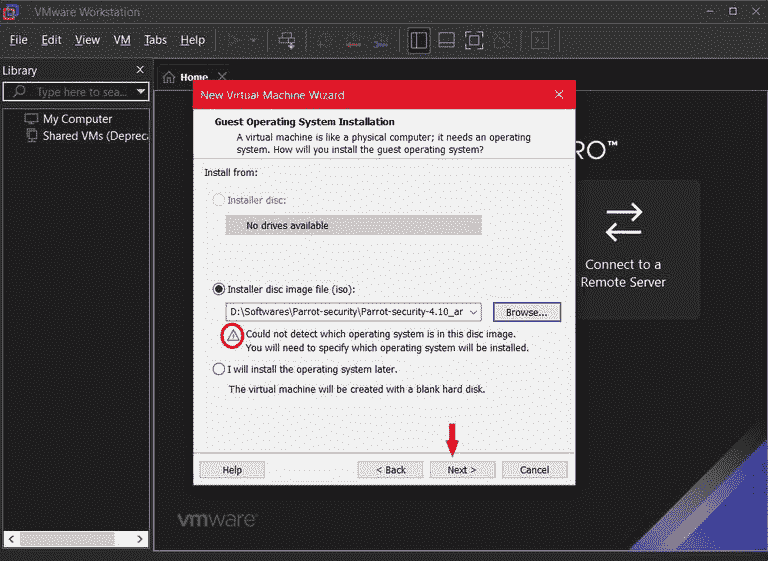 VMware Workstation
File Edit View VM Tabs Help
Library
Type here to sea...
My Computer
Shared VMs (Depreca
Home
New Virtual Machine Wizard
Guest Operating System Installation
A virtual machine is like a physical computer; it needs an operating
system. How will you install the guest operating system?
Install from:
Installer disc:
No drives available
Installer disc image file (iso):
D:\Softwares\Parrot-security\Parrot-security-4.10_ar
Browse...
Could not detect which operating system is in this disc image.
You will need to specify which operating system will be installed.
I will install the operating system later.
The virtual machine will be created with a blank hard disk.
Help
< Back
Next >
Cancel
RO™
Connect to a
Remote Server
vmware